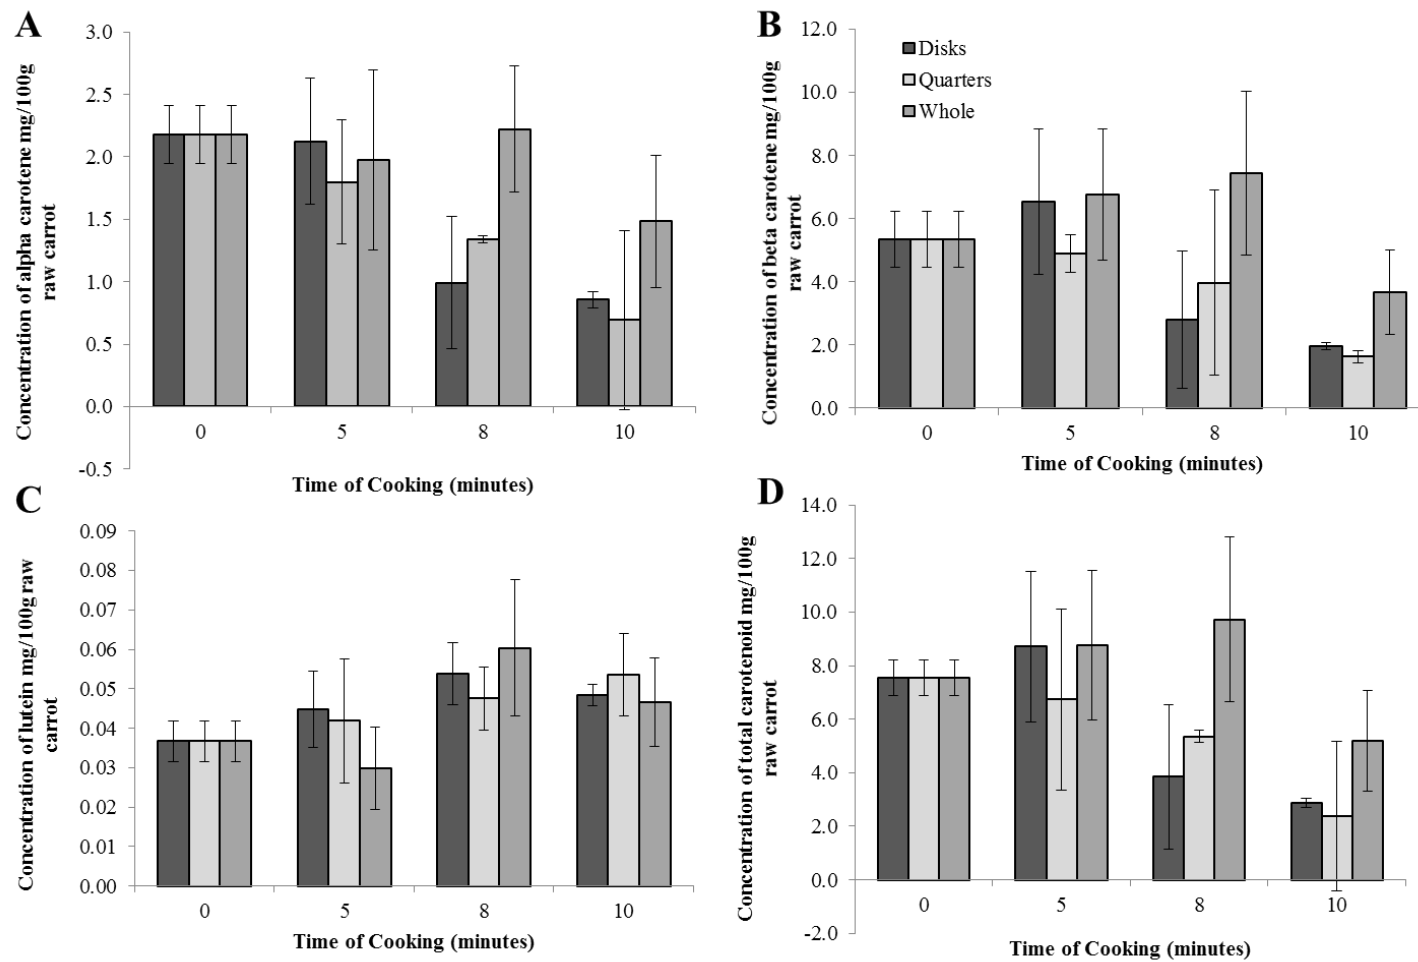 A
Concentration of alpha carotene mg/100g
raw carrot
3.0
2.5
2.0
1.5
1.0
0.5
0.0
-0.5
0
5
8
10
Time of Cooking (minutes)
B
Concentration of beta carotene mg/100g
raw carrot
12.0
10.0
8.0
6.0
4.0
2.0
0.0
Disks
Quarters
Whole
0
5
8
10
Time of Cooking (minutes)
C
Concentration of lutein mg/100g raw
carrot
0.09
0.08
0.07
0.06
0.05
0.04
0.03
0.02
0.01
0.00
0
5
8
10
Time of Cooking (minutes)
D
Concentration of total carotenoid mg/100g
raw carrot
14.0
12.0
10.0
8.0
6.0
4.0
2.0
0.0
-2.0
0
5
8
10
Time of Cooking (minutes)